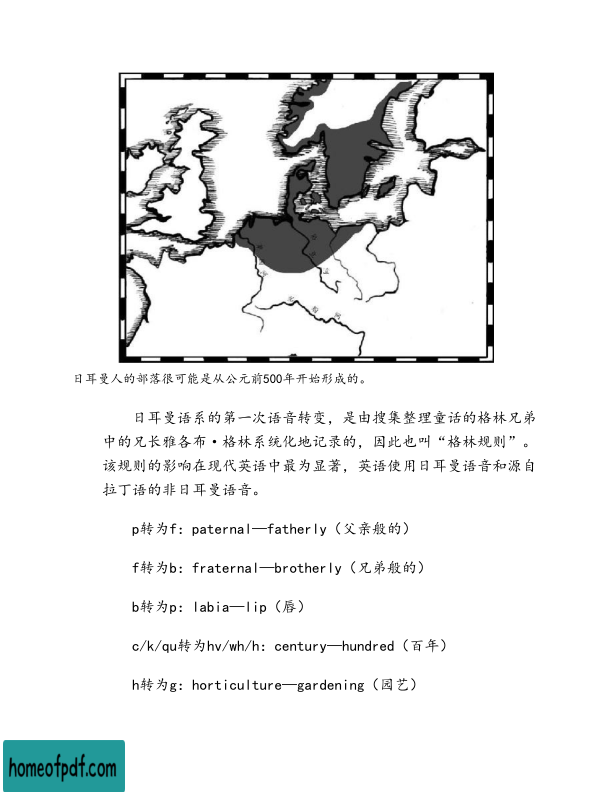 日耳曼人的部落很可能是从公元前500年开始形成的。
日耳曼语系的第一次语音转变，是由搜集整理童话的格林兄弟
中的兄长雅各布·格林系统化地记录的，因此也叫“格林规则”。
该规则的影响在现代英语中最为显著，英语使用日耳曼语音和源自
拉丁语的非日耳曼语音。
p转为f：paternal—fatherly（父亲般的）
f转为b：fraternal—brotherly（兄弟般的）
b转为p：labia—lip（唇）
c/k/qu转为hv/wh/h：century—hundred（百年）
h转为g：horticulture—gardening（园艺）
homeofpdf.com